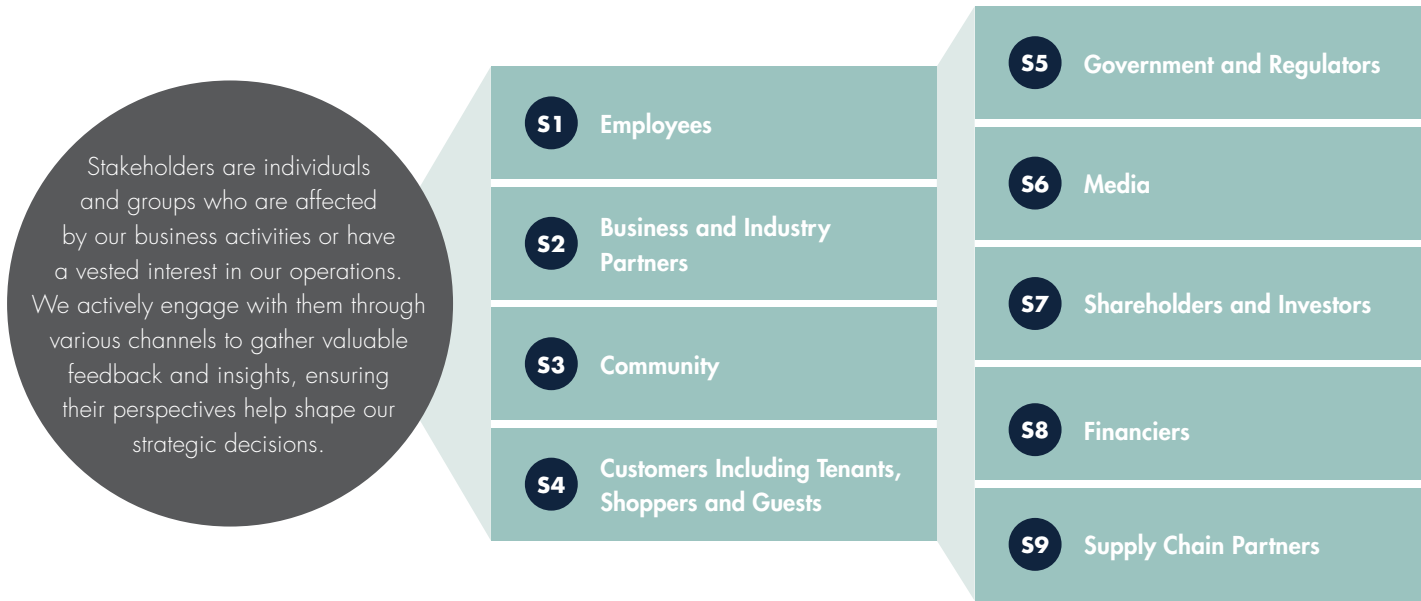 Stakeholders are individuals
and groups who are affected
by our business activities or have
a vested interest in our operations.
We actively engage with them through
various channels to gather valuable
feedback and insights, ensuring
their perspectives help shape our
strategic decisions.
S1 Employees
S2 Business and Industry
Partners
S3 Community
S4 Customers Including Tenants,
Shoppers and Guests
S5 Government and Regulators
S6 Media
S7 Shareholders and Investors
S8 Financiers
S9 Supply Chain Partners